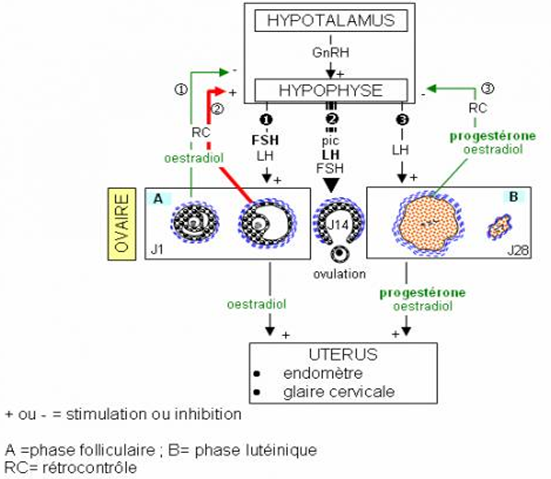 HYPOTALAMUS
GnRH
+
HYPOPHYSE
① -
② +
- ③
RC
oestradiol
❶
FSH
LH
+
❷
pic
LH
FSH
❸
LH
+
RC
progestérone
oestradiol
OVAIRE
A
J1
J14
ovulation
B
J28
oestradiol
+
progestérone
oestradiol
+
UTERUS
• endomètre
• glaire cervicale
+ ou - = stimulation ou inhibition
A =phase folliculaire ; B= phase lutéinique
RC= rétrocontrôle